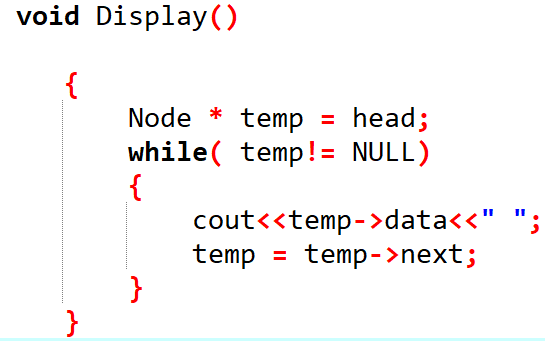 void Display()
{
Node * temp = head;
while( temp!= NULL)
{
cout<<temp->data<<" ";
temp = temp->next;
}
}